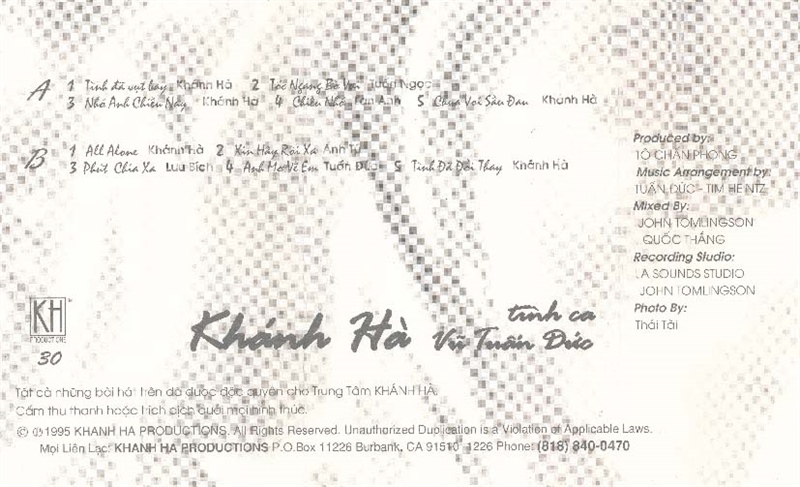 A 1 Tình đã vụt bay Khánh Hà 2 Tóc Ngang Bờ Vai Tuấn Ngọc
3 Nhớ Anh Chiều Nay Khánh Hà 4 Chiều Nhớ Lan Anh 5 Chưa Vơi Sầu Đau Khánh Hà
B 1 All Alone Khánh Hà 2 Xin Hãy Rời Xa Anh Tú
3 Phút Chia Xa Lưu Bích 4 Anh Mơ Về Em Tuấn Đức 5 Tình Đã Đổi Thay Khánh Hà
Produced by:
TÔ CHẤN PHONG
Music Arrangement by:
TUẤN ĐỨC - TIM HEINTZ
Mixed By:
JOHN TOMLINGSON
QUỐC THẮNG
Recording Studio:
LA SOUNDS STUDIO
JOHN TOMLINGSON
Photo By:
Thái Tài
KH
PRODUCTIONS
30
tình ca
Khánh Hà Vũ Tuấn Đức
Tất cả những bài hát trên đã được độc quyền cho Trung Tâm KHÁNH HÀ.
Cấm thu thanh hoặc trích dịch dưới mọi hình thức.
© ℗ 1995 KHANH HA PRODUCTIONS. All Rights Reserved. Unauthorized Duplication is a Violation of Applicable Laws.
Mọi Liên Lạc: KHANH HA PRODUCTIONS P.O.Box 11226 Burbank, CA 91510 1226 Phone: (818) 840-0470